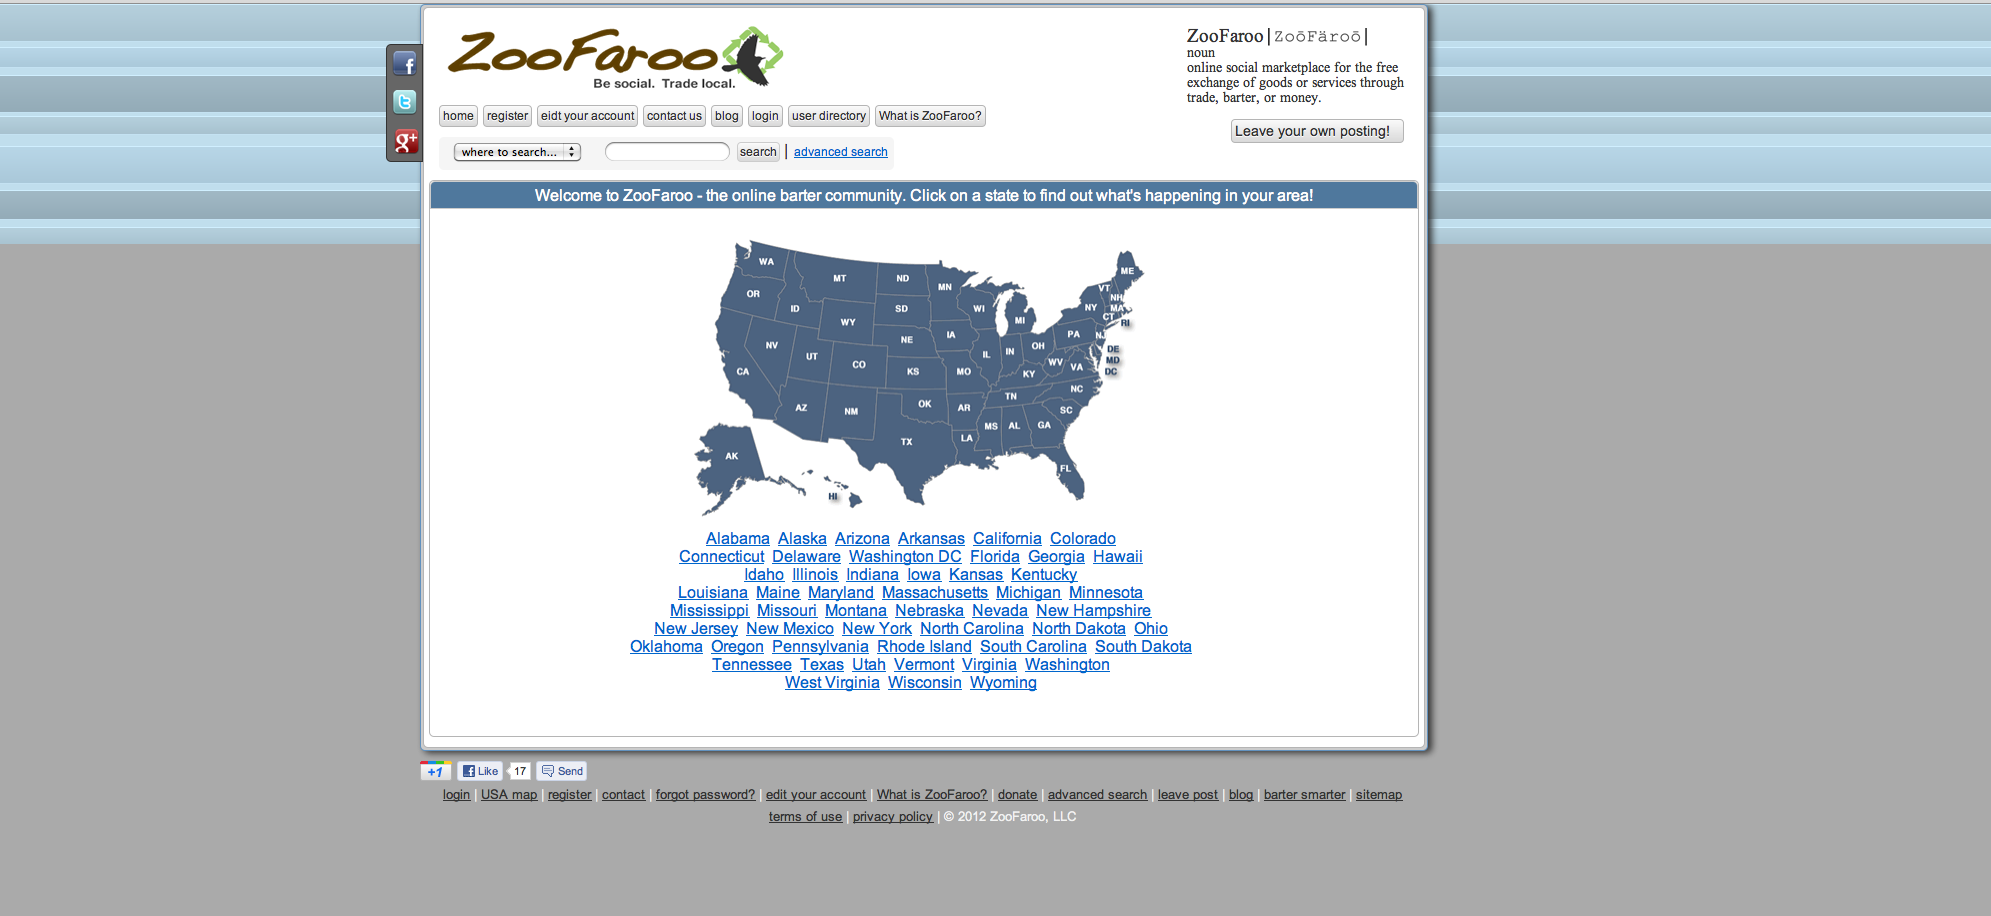 ZooFaroo
Be social. Trade local.
ZooFaroo|ZoōFäroō|
noun
online social marketplace for the free
exchange of goods or services through
trade, barter, or money.
home register eidt your account contact us blog login user directory What is ZooFaroo?
Leave your own posting!
where to search... search | advanced search
Welcome to ZooFaroo - the online barter community. Click on a state to find out what's happening in your area!
WA
MT
ND
MN
ME
OR
ID
SD
WI
VT
NH
NY
MA
WY
MI
CT
RI
IA
PA
NJ
NV
NE
OH
UT
IL
IN
DE
CO
WV
MD
CA
KS
MO
KY
VA
DC
NC
TN
AZ
NM
OK
AR
SC
MS
AL
GA
TX
LA
AK
FL
HI
Alabama Alaska Arizona Arkansas California Colorado
Connecticut Delaware Washington DC Florida Georgia Hawaii
Idaho Illinois Indiana Iowa Kansas Kentucky
Louisiana Maine Maryland Massachusetts Michigan Minnesota
Mississippi Missouri Montana Nebraska Nevada New Hampshire
New Jersey New Mexico New York North Carolina North Dakota Ohio
Oklahoma Oregon Pennsylvania Rhode Island South Carolina South Dakota
Tennessee Texas Utah Vermont Virginia Washington
West Virginia Wisconsin Wyoming
+1 Like 17 Send
login | USA map | register | contact | forgot password? | edit your account | What is ZooFaroo? | donate | advanced search | leave post | blog | barter smarter | sitemap
terms of use | privacy policy | © 2012 ZooFaroo, LLC